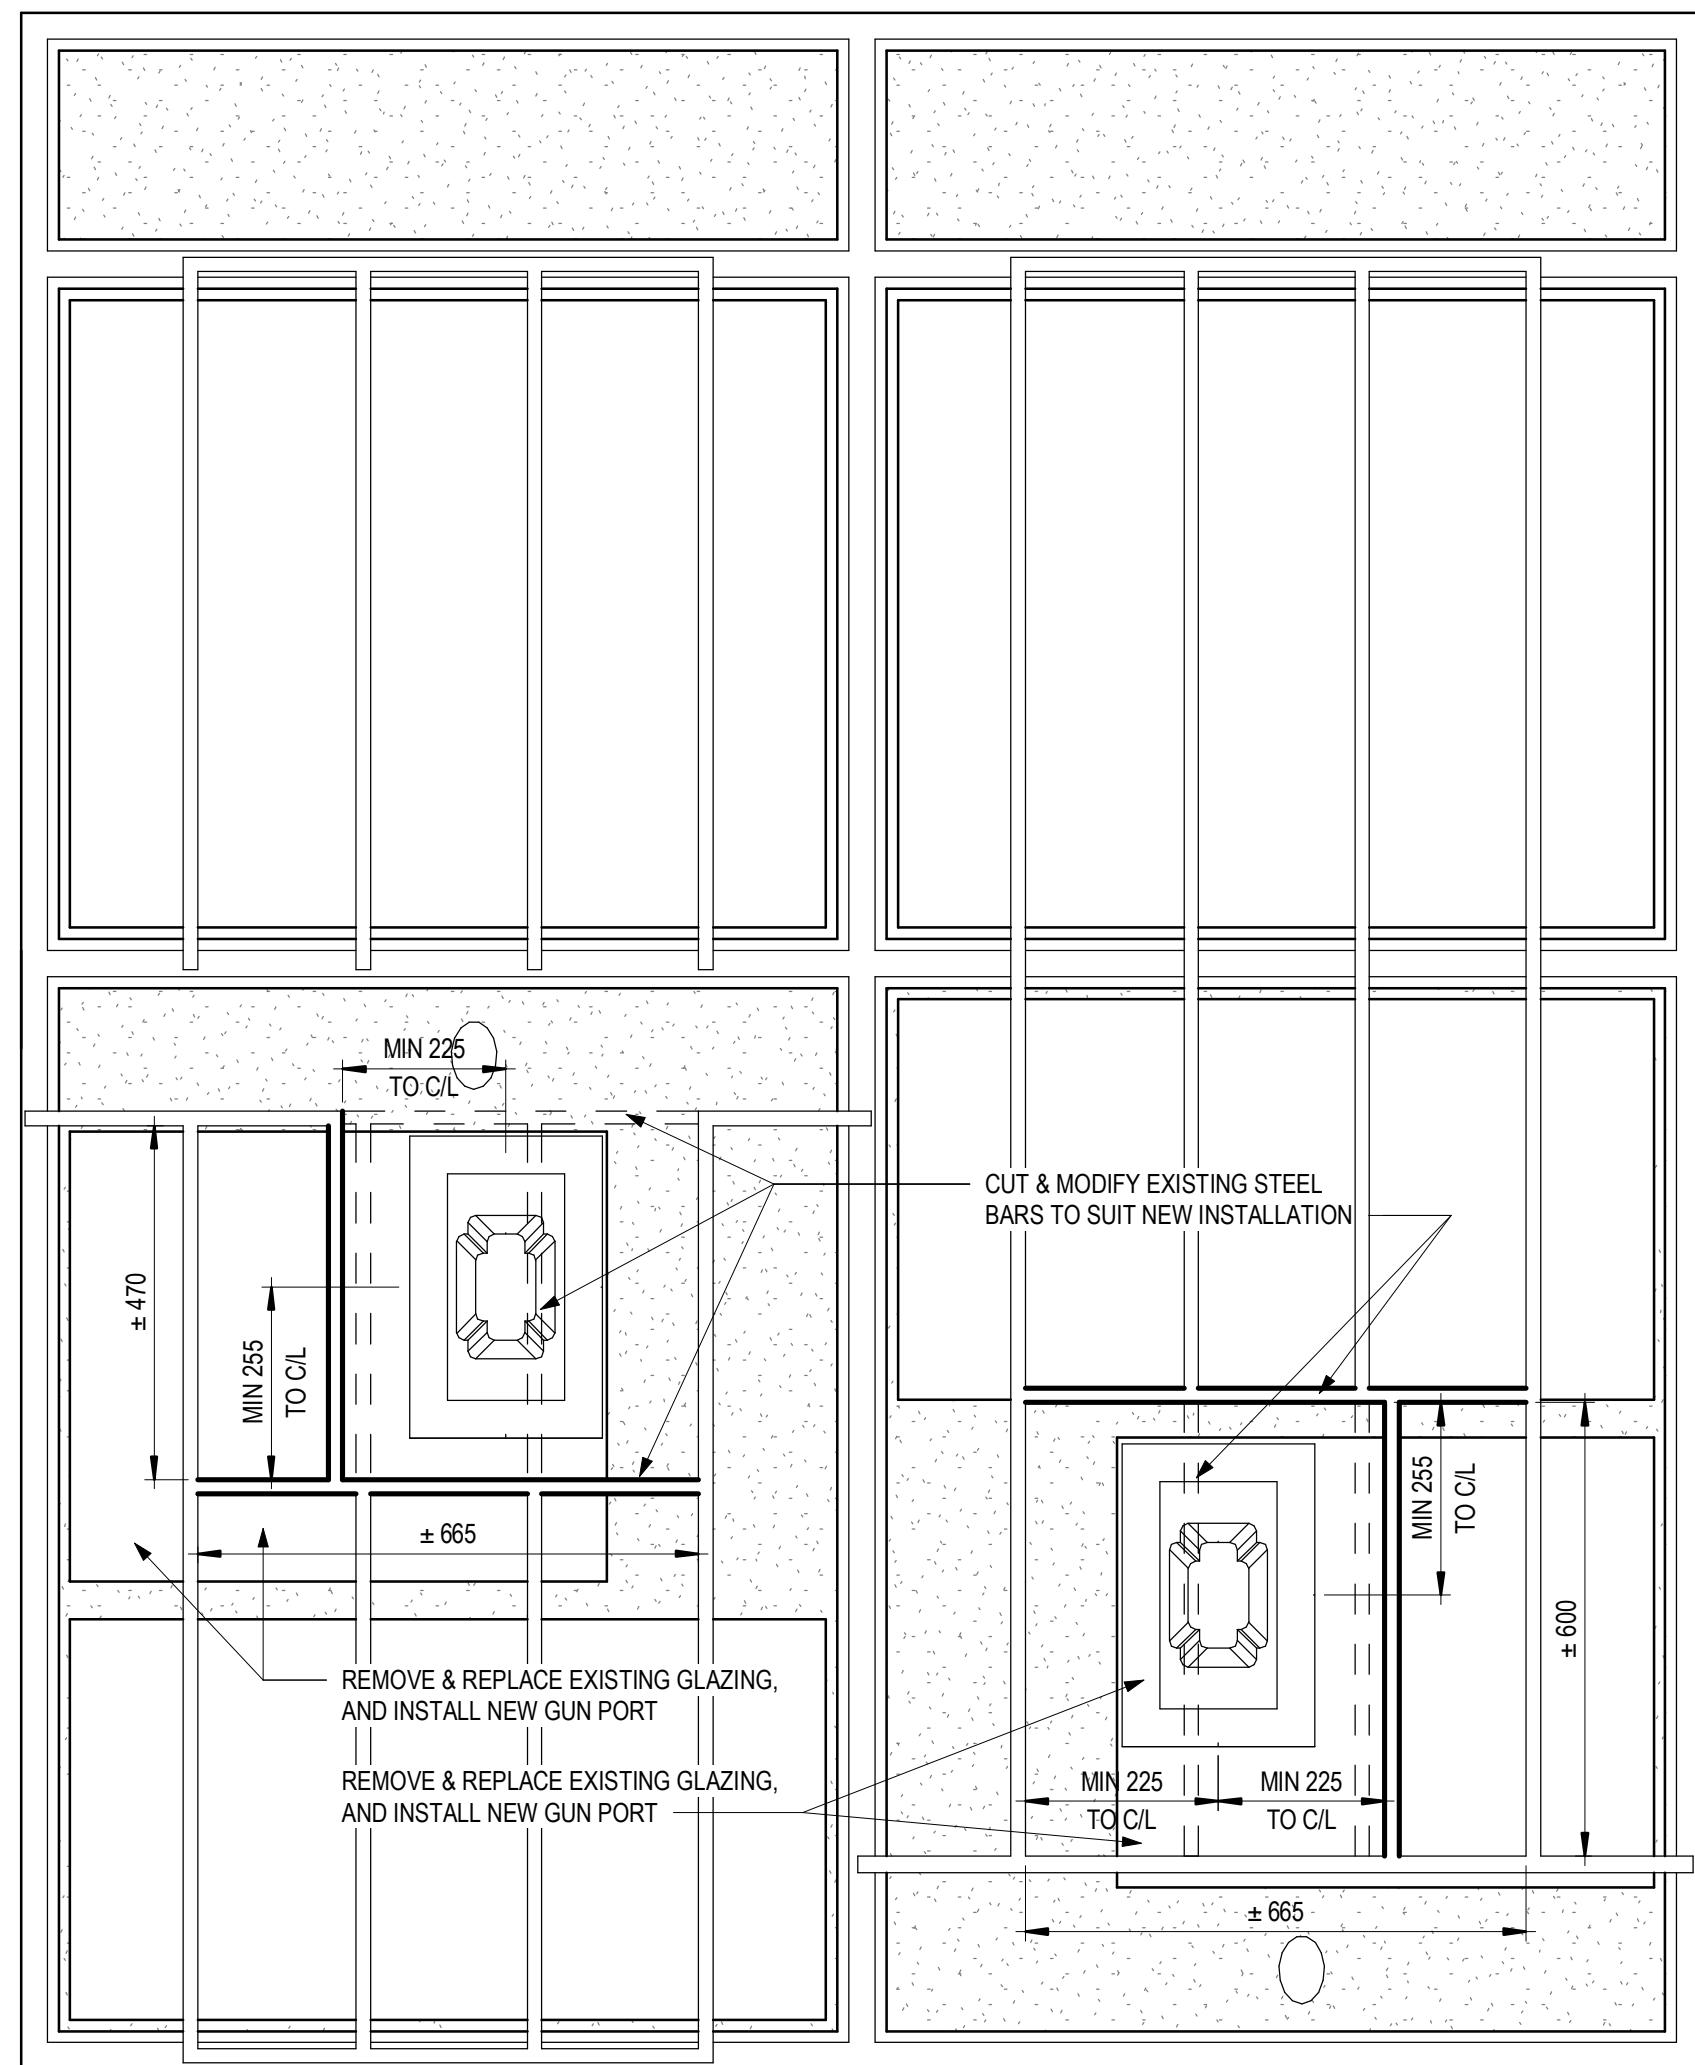 MIN 225
TO C/L
CUT & MODIFY EXISTING STEEL
BARS TO SUIT NEW INSTALLATION
± 470
MIN 255
TO C/L
± 665
MIN 255
TO C/L
± 600
REMOVE & REPLACE EXISTING GLAZING,
AND INSTALL NEW GUN PORT
REMOVE & REPLACE EXISTING GLAZING,
AND INSTALL NEW GUN PORT
MIN 225
TO C/L
MIN 225
TO C/L
± 665